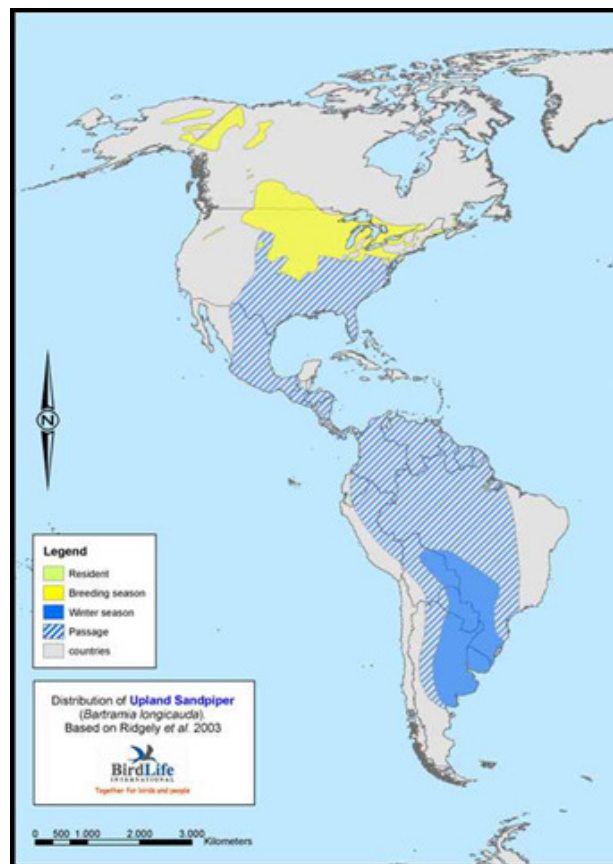 N
Legend
Resident
Breeding season
Winter season
Passage
countries
Distribution of Upland Sandpiper
(Bartramia longicauda).
Based on Ridgely et al. 2003
BirdLife
INTERNATIONAL
Together for birds and people
0 500 1.000 2.000 3.000
Kilometers